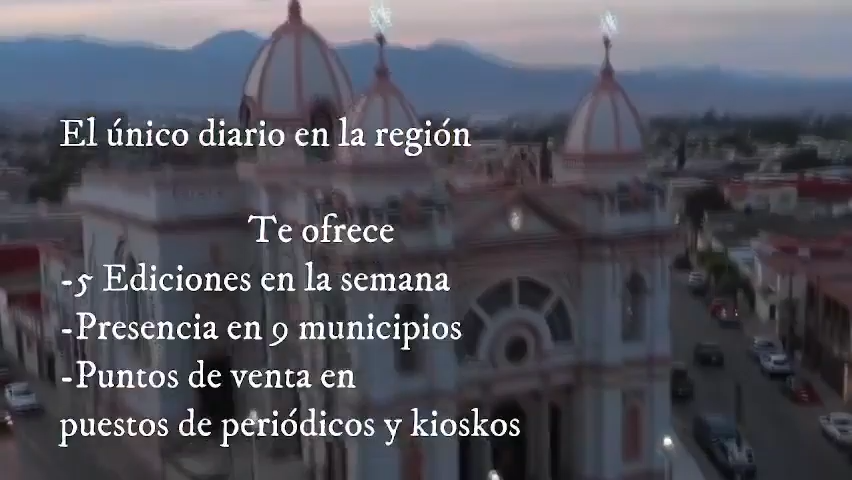 El único diario en la región
Te ofrece
-5 Ediciones en la semana
-Presencia en 9 municipios
-Puntos de venta en
puestos de periódicos y kioskos